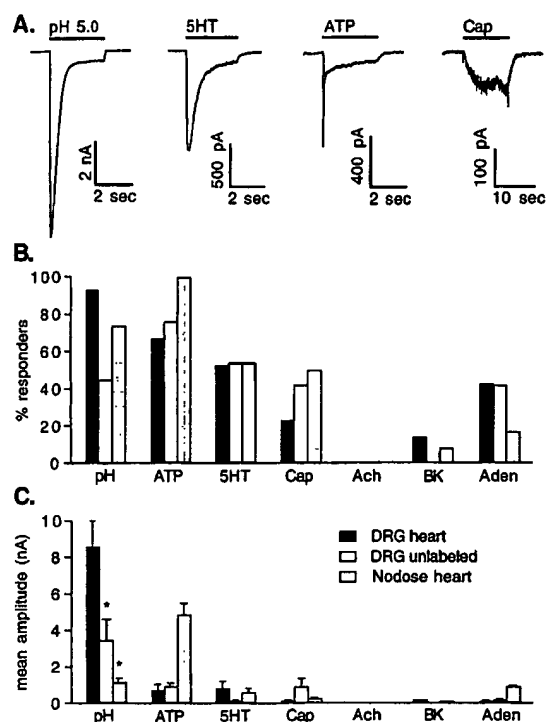 A.
pH 5.0
5HT
ATP
Cap
2 nA
2 sec
500 pA
2 sec
400 pA
2 sec
100 pA
10 sec
B.
% responders
100
80
60
40
20
0
pH ATP 5HT Cap Ach BK Aden
C.
mean amplitude (nA)
10
8
6
4
2
0
* *
DRG heart
DRG unlabeled
Nodose heart
pH ATP 5HT Cap Ach BK Aden